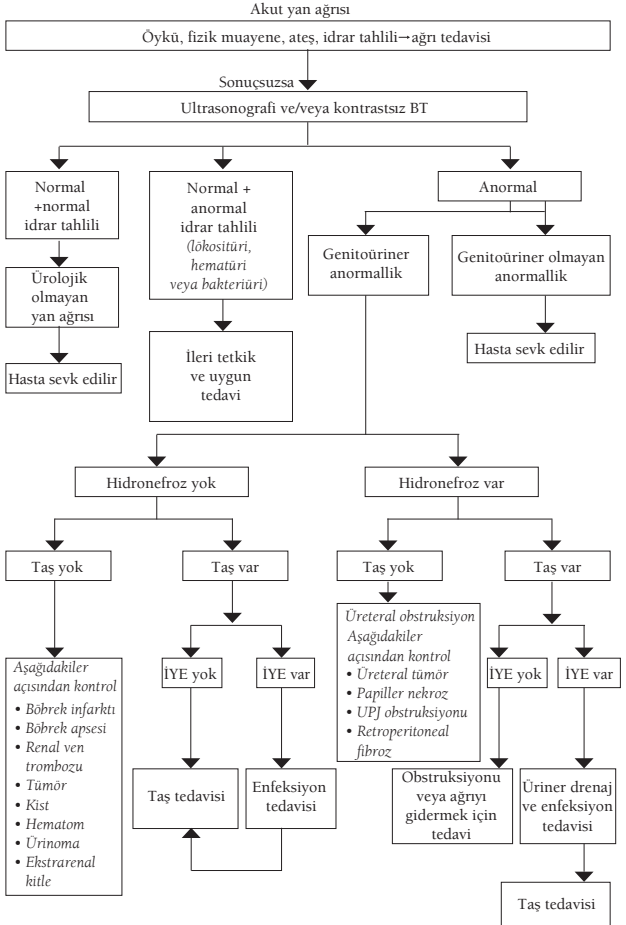 Akut yan ağrısı
Öykü, fizik muayene, ateş, idrar tahlili→ağrı tedavisi
Sonuçsuzsa
Ultrasonografi ve/veya kontrastsız BT
Normal
+normal
idrar tahlili
Normal +
anormal
idrar tahlili
(lökositüri,
hematüri
veya bakteriüri)
Anormal
Genitoüriner
anormallik
Genitoüriner olmayan
anormallik
Ürolojik
olmayan
yan ağrısı
İleri tetkik
ve uygun
tedavi
Hasta sevk edilir
Hasta sevk edilir
Hidronefroz yok
Hidronefroz var
Taş yok
Taş var
Taş yok
Taş var
Aşağıdakiler
açısından kontrol
• Böbrek infarktı
• Böbrek apsesi
• Renal ven
trombozu
• Tümör
• Kist
• Hematom
• Ürinoma
• Ekstrarenal
kitle
İYE yok
İYE var
Taş tedavisi
Enfeksiyon
tedavisi
Üreteral obstruksiyon
Aşağıdakiler
açısından kontrol
• Üreteral tümör
• Papiller nekroz
• UPJ obstruksiyonu
• Retroperitoneal
fibroz
İYE yok
İYE var
Obstruksiyonu
veya ağrıyı
gidermek için
tedavi
Üriner drenaj
ve enfeksiyon
tedavisi
Taş tedavisi